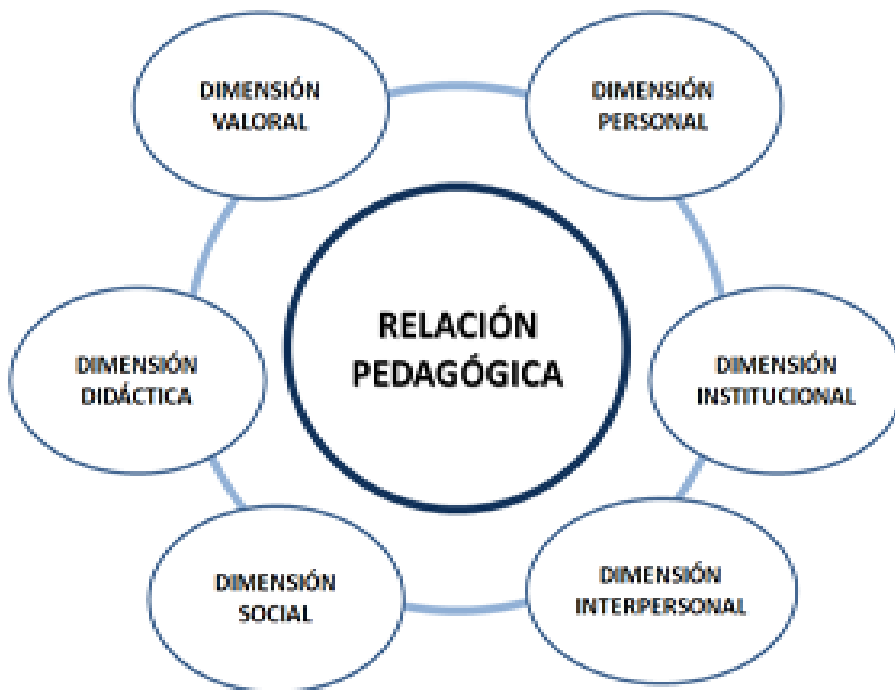 DIMENSIÓN
VALORAL
DIMENSIÓN
PERSONAL
RELACIÓN
PEDAGÓGICA
DIMENSIÓN
DIDÁCTICA
DIMENSIÓN
INSTITUCIONAL
DIMENSIÓN
SOCIAL
DIMENSIÓN
INTERPERSONAL